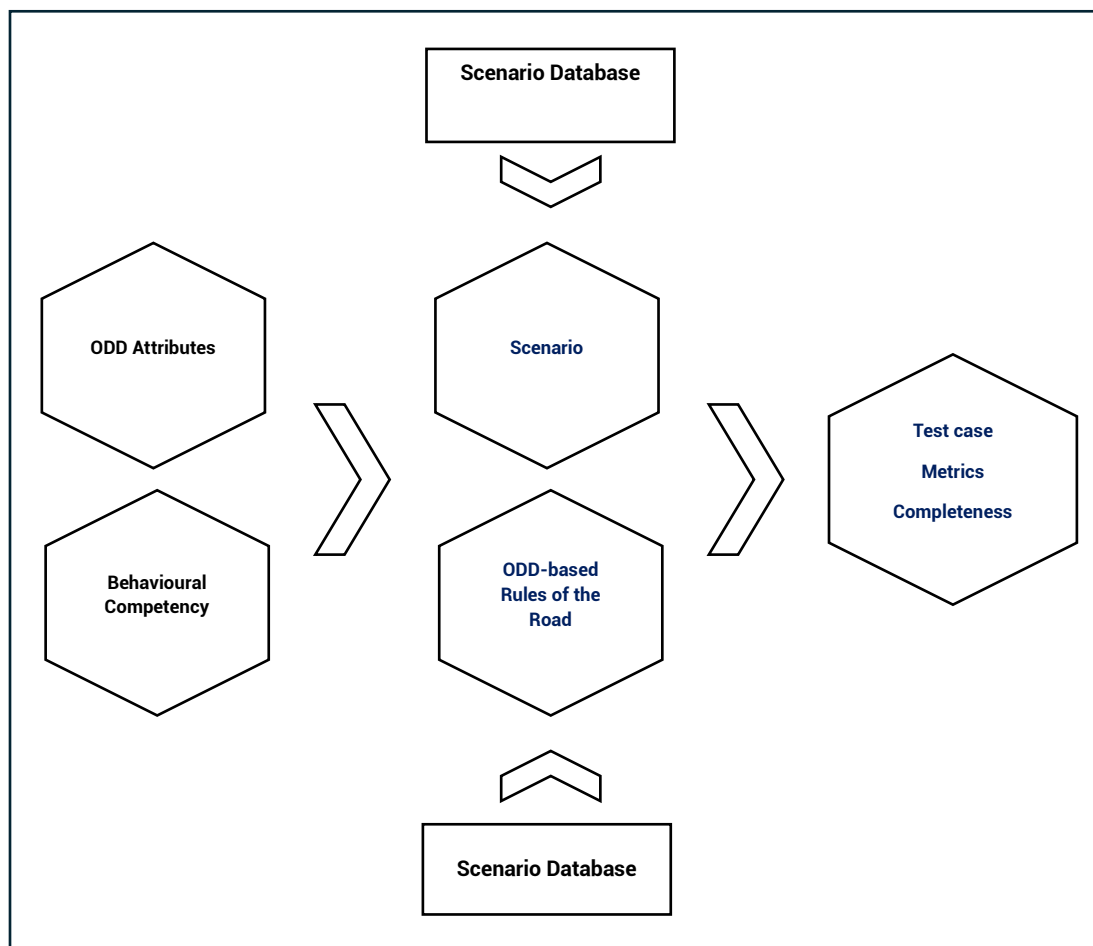 Scenario Database
ODD Attributes
Scenario
Test case
Metrics
Completeness
Behavioural
Competency
ODD-based
Rules of the
Road
Scenario Database